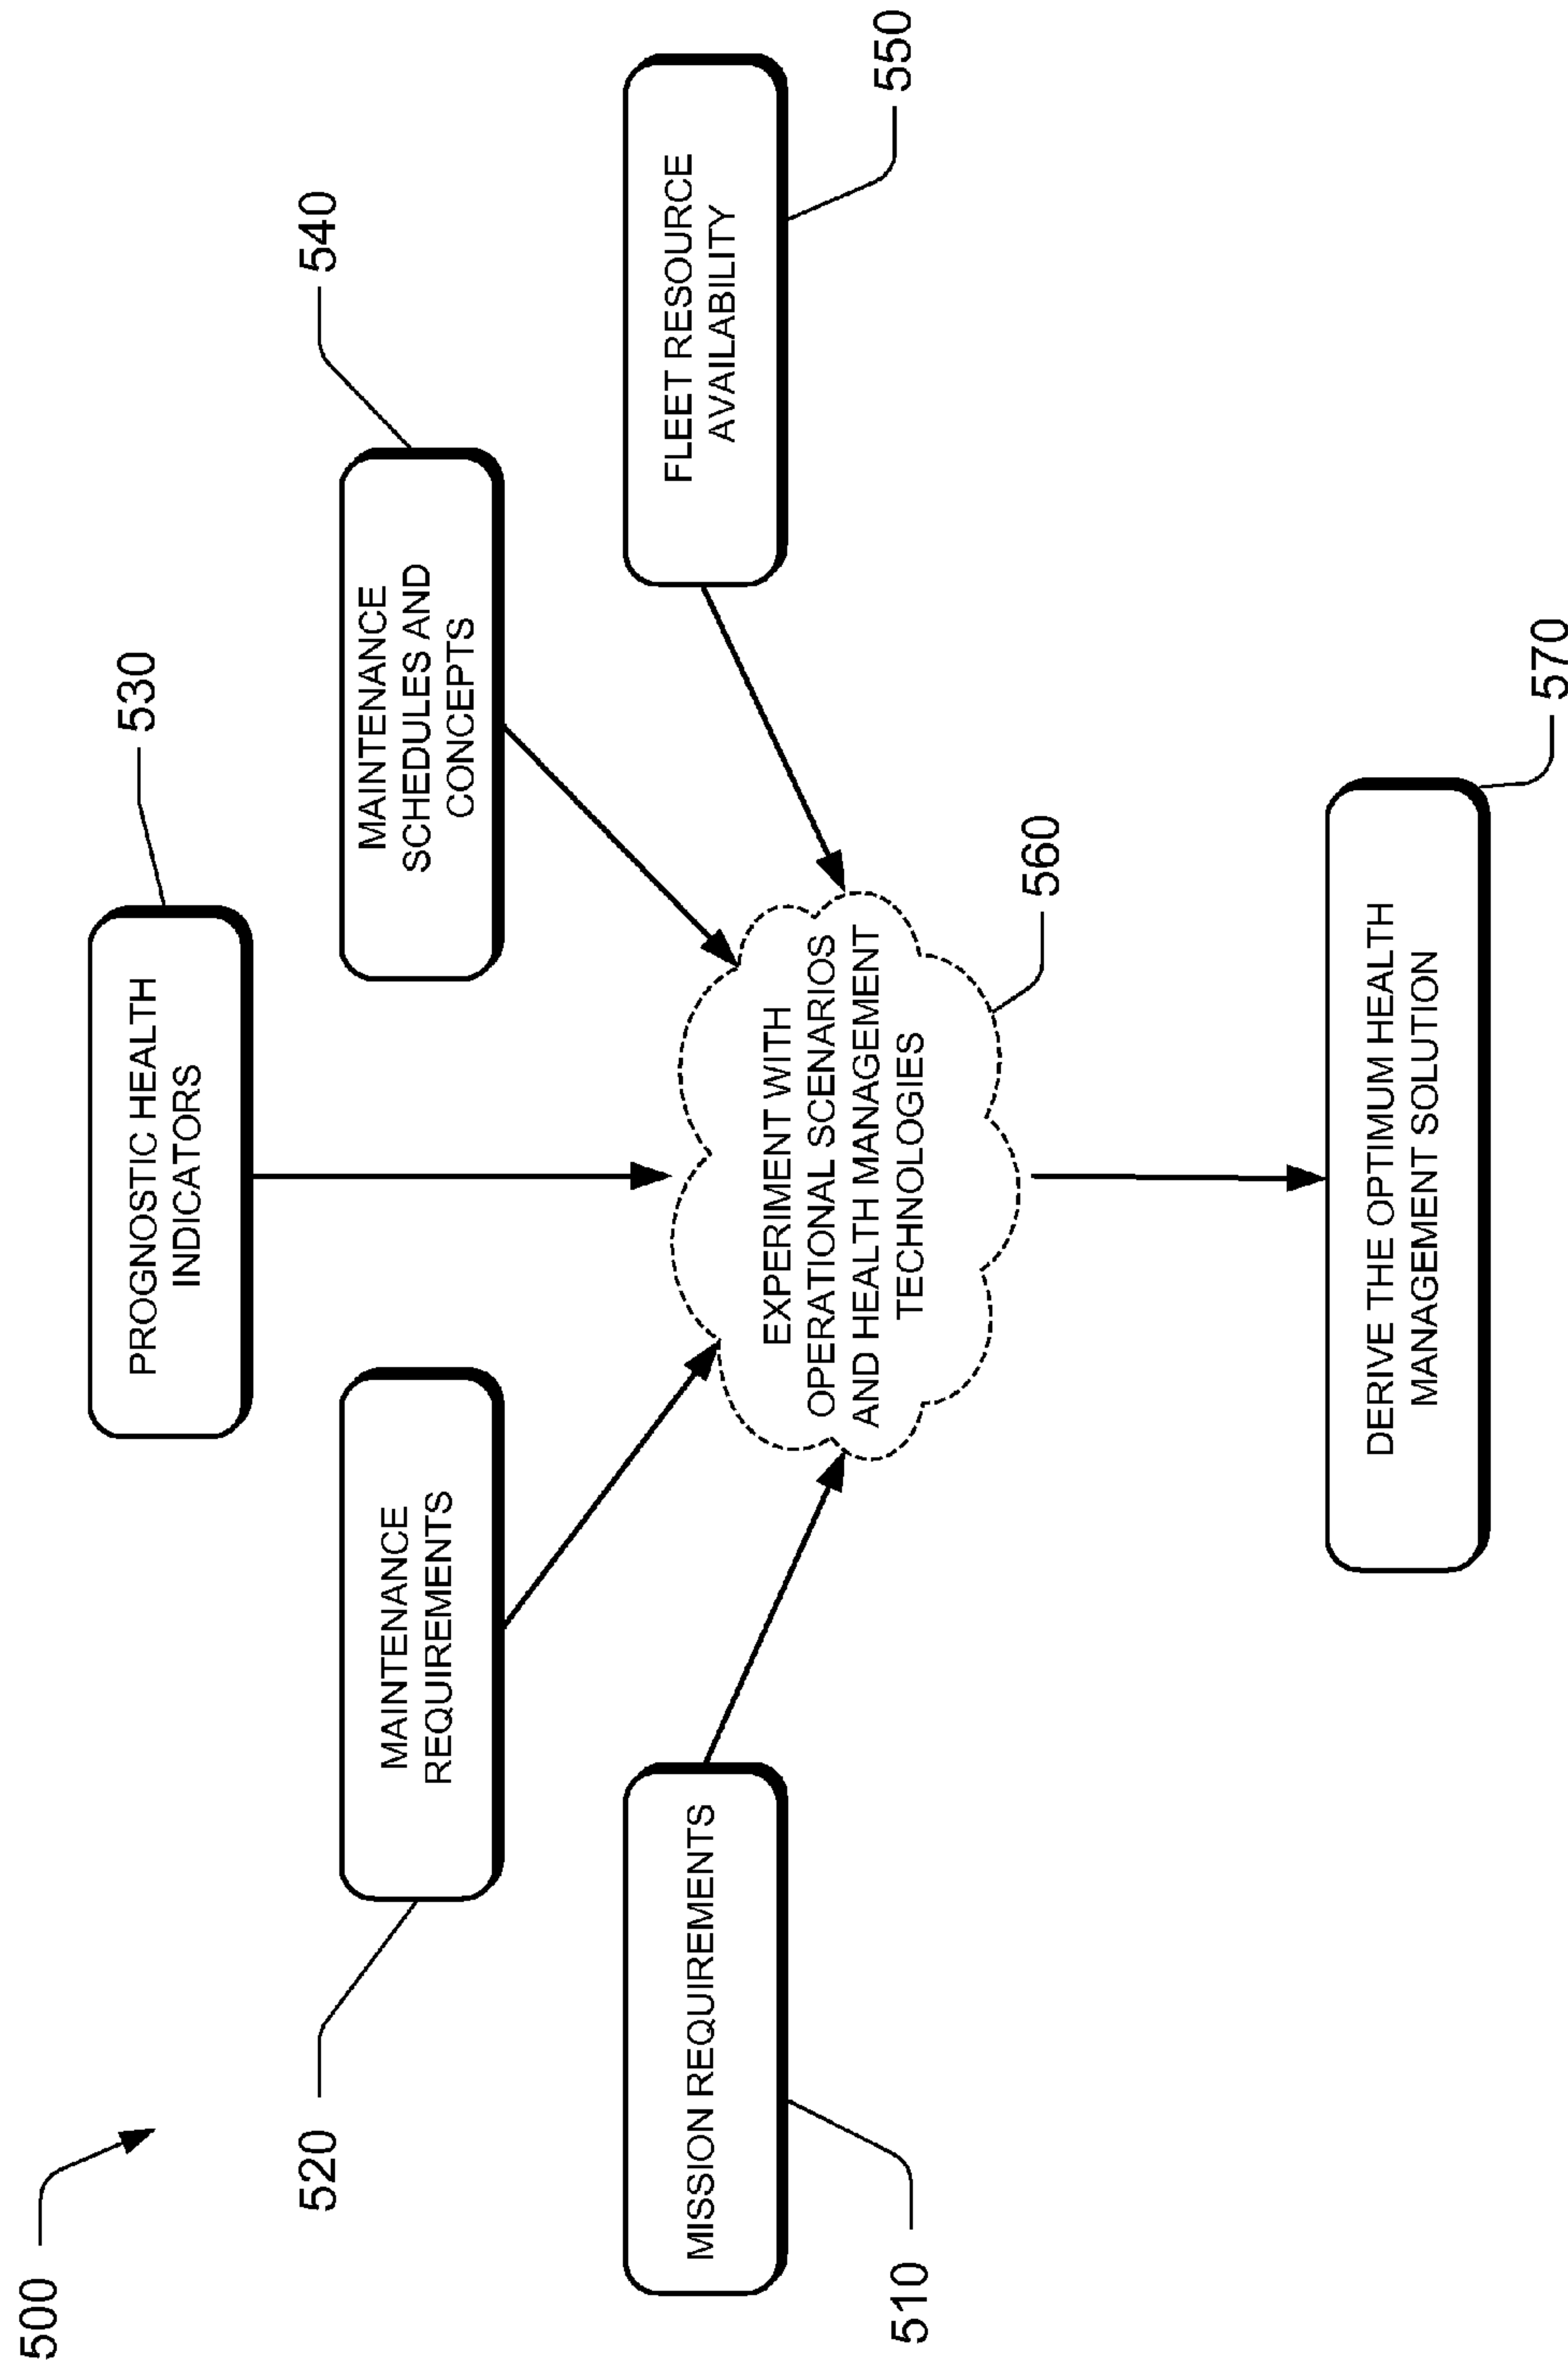 500
530
PROGNOSTIC HEALTH
INDICATORS
520
MAINTENANCE
REQUIREMENTS
540
MAINTENANCE
SCHEDULES AND
CONCEPTS
510
MISSION REQUIREMENTS
FLEET RESOURCE
AVAILABILITY
550
EXPERIMENT WITH
OPERATIONAL SCENARIOS
AND HEALTH MANAGEMENT
TECHNOLOGIES
560
DERIVE THE OPTIMUM HEALTH
MANAGEMENT SOLUTION
570